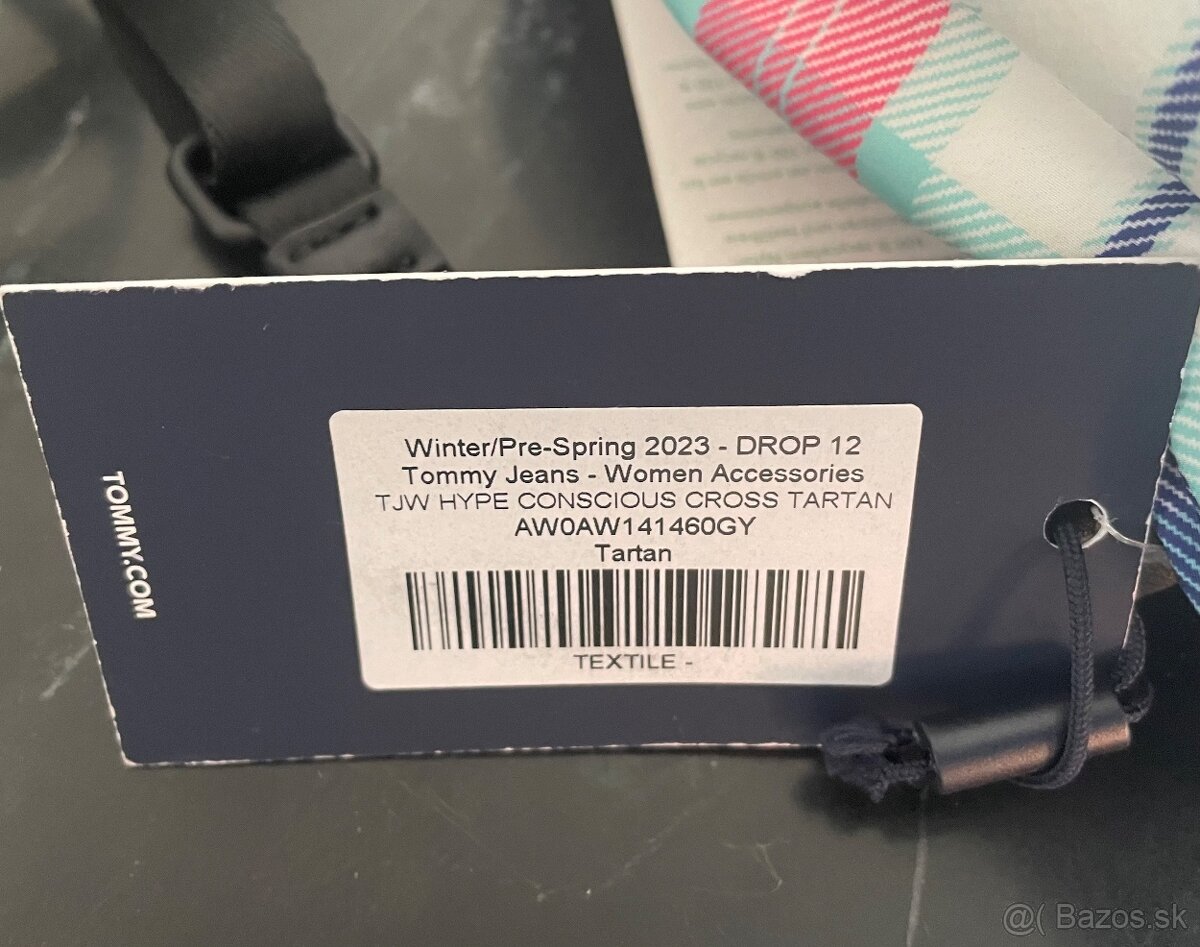 Winter/Pre-Spring 2023 - DROP 12
Tommy Jeans - Women Accessories
TJW HYPE CONSCIOUS CROSS TARTAN
AW0AW141460GY
Tartan
TEXTILE -
TOMMY.COM
@( Bazos.sk